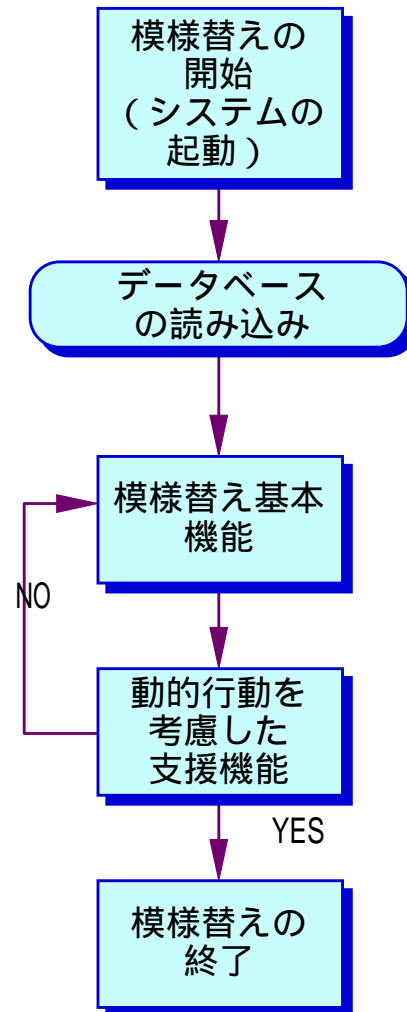 模様替えの
開始
(システムの
起動)
データベース
の読み込み
模様替え基本
機能
NO
動的行動を
考慮した
支援機能
YES
模様替えの
終了